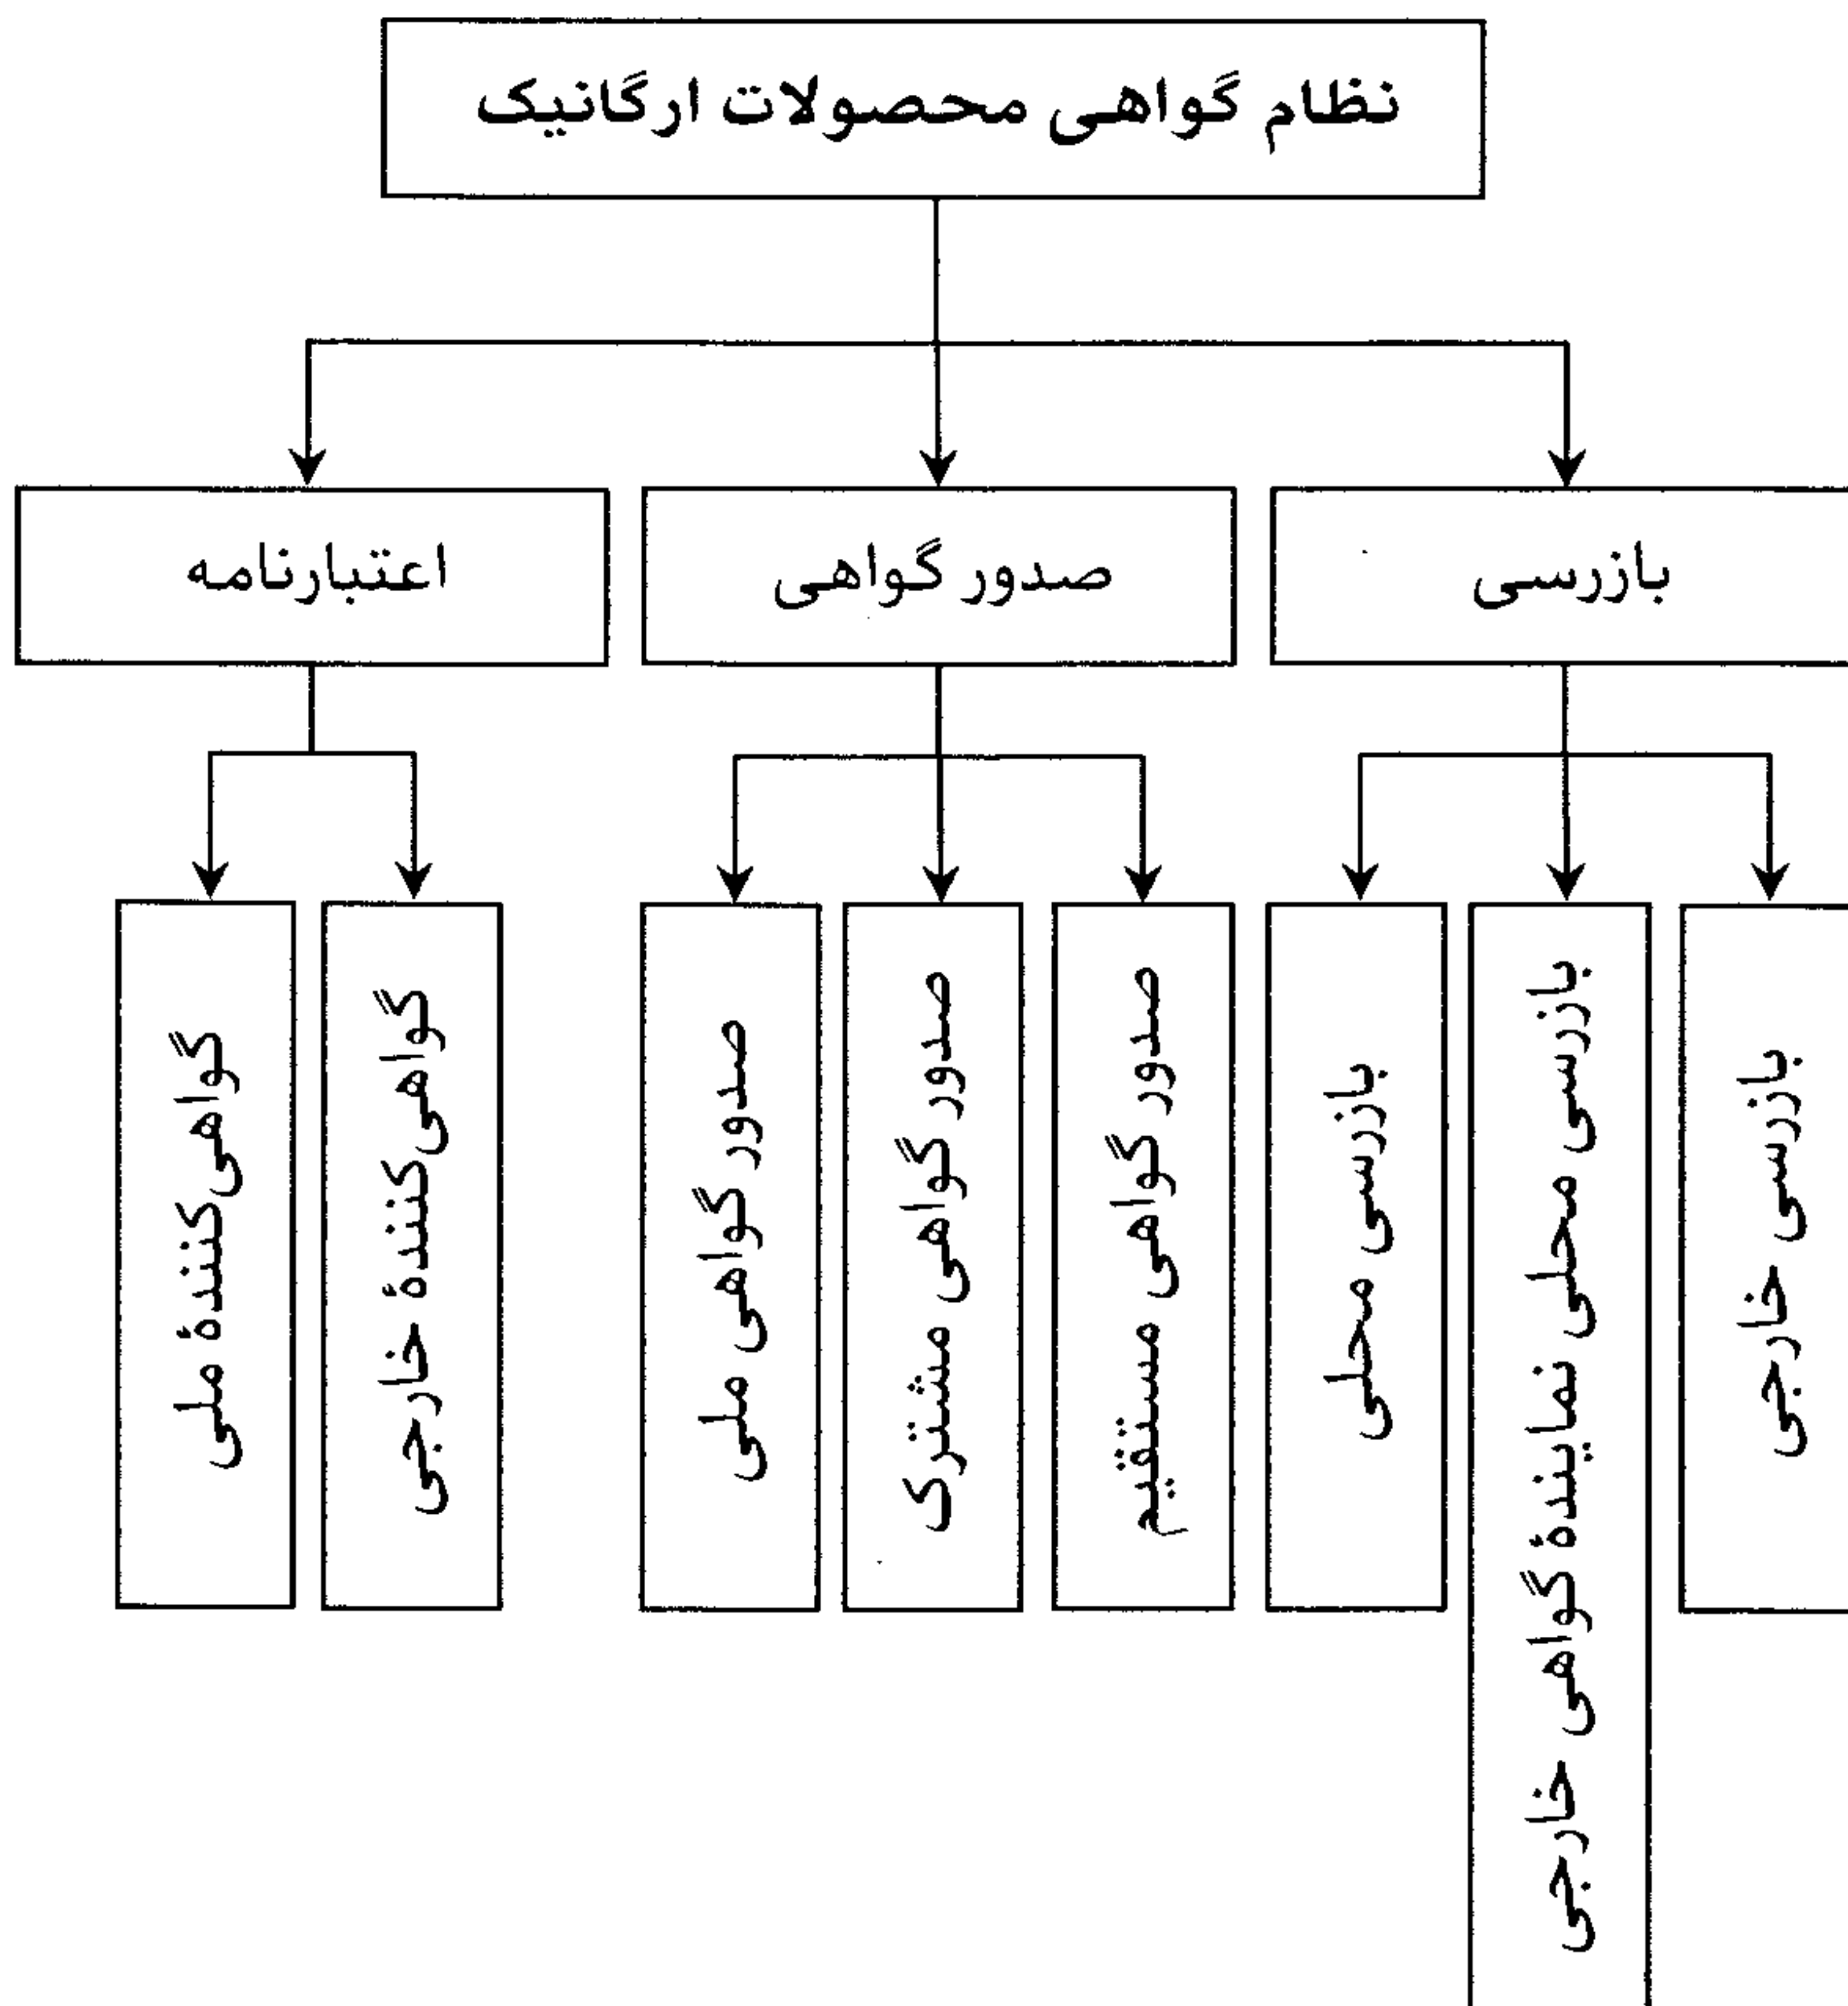 نظام گواهی محصولات ارگانیک
بازرسی
صدور گواهی
اعتبارنامه
بازرسی خارجی
بازرسی محلی نمایندهٔ گواهی خارجی
بازرسی محلی
صدور گواهی مستقیم
صدور گواهی مشترک
صدور گواهی ملی
گواهی‌کنندهٔ خارجی
گواهی‌کنندهٔ ملی